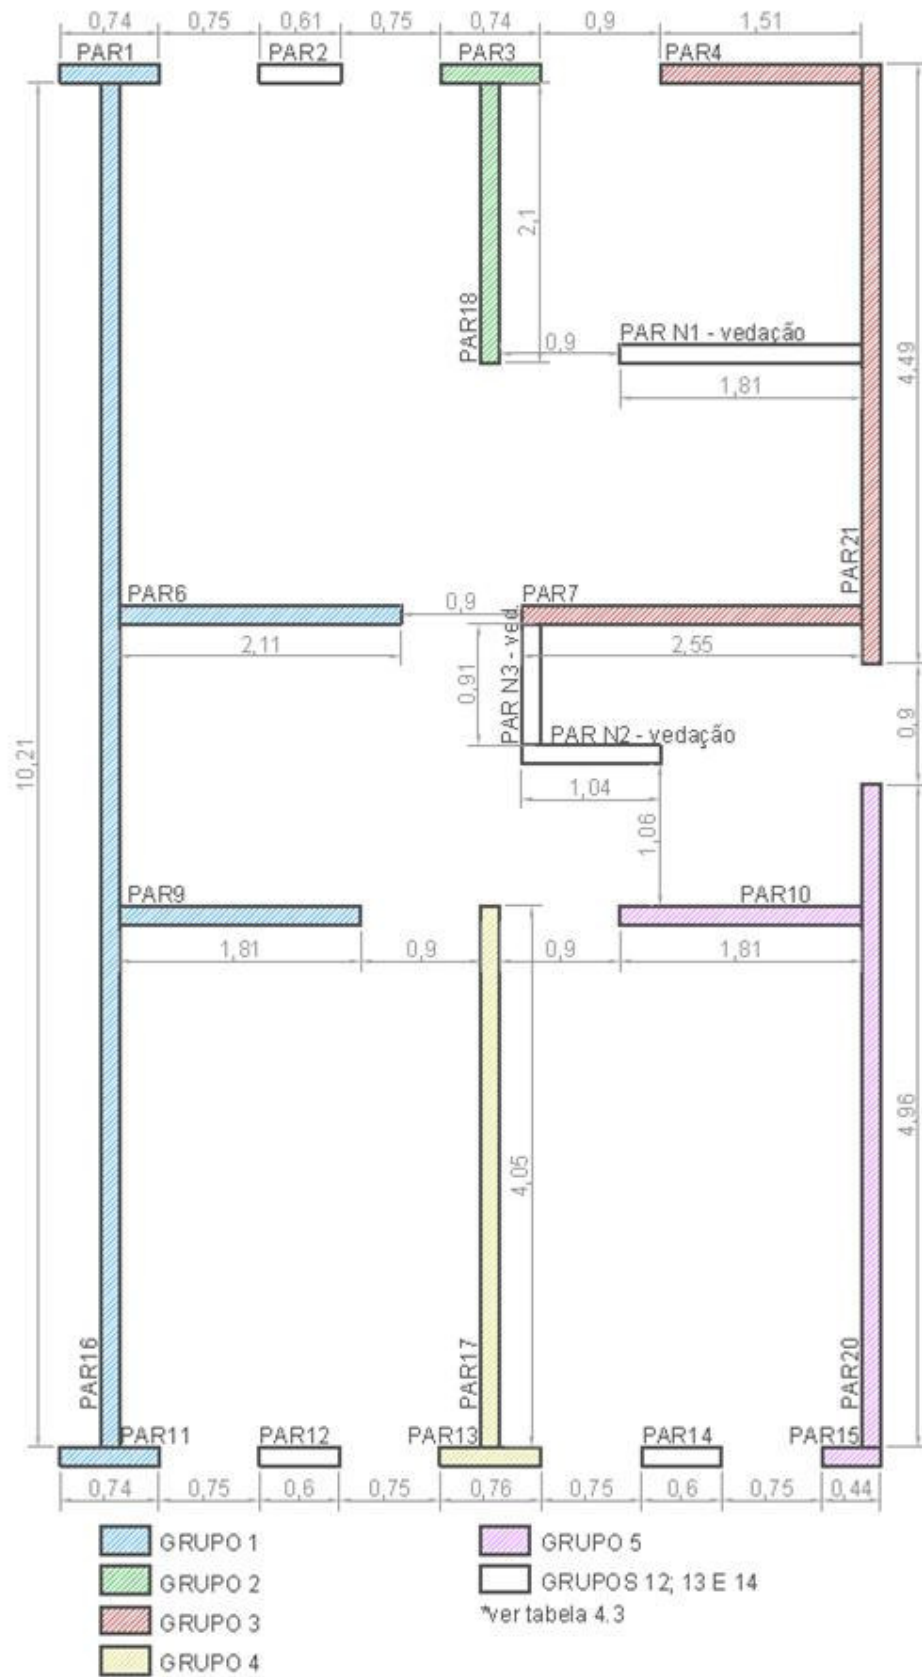 0,74 0,75 0,61 0,75 0,74 0,9 1,51
PAR1 PAR2 PAR3 PAR4
2,1
PAR18
0,9
PAR N1 - vedação
1,81
4,49
PAR21
PAR6
0,9
PAR7
2,11
2,55
0,91
PAR N3 - ved.
PAR N2 - vedação
0,9
10,21
1,04
1,06
PAR9
PAR10
1,81 0,9 0,9 1,81
4,05
4,96
PAR16
PAR17
PAR20
PAR11 PAR12 PAR13 PAR14 PAR15
0,74 0,75 0,6 0,75 0,76 0,75 0,6 0,75 0,44
GRUPO 1
GRUPO 2
GRUPO 3
GRUPO 4
GRUPO 5
GRUPOS 12; 13 E 14
*ver tabela 4.3